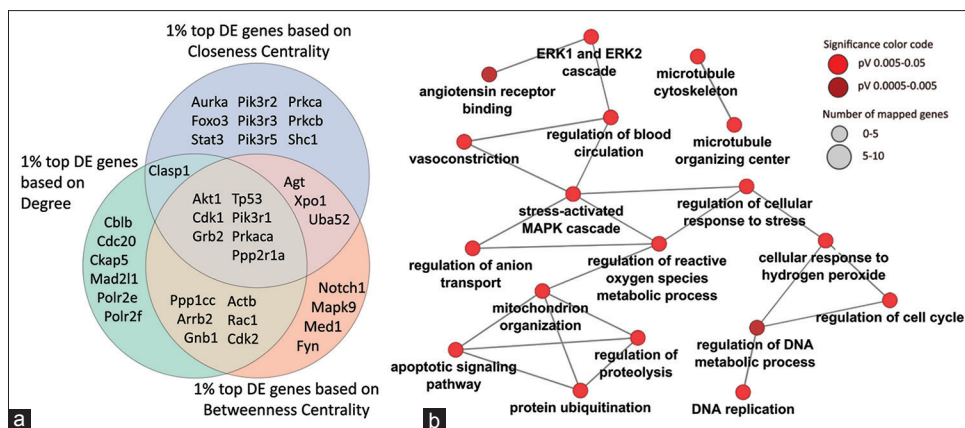 1% top DE genes based on
Closeness Centrality
Aurka Pik3r2 Prkca
Foxo3 Pik3r3 Prkcb
Stat3 Pik3r5 Shc1
1% top DE genes
based on
Degree
Clasp1
Agt
Xpo1
Uba52
Akt1 Tp53
Cdk1 Pik3r1
Grb2 Prkaca
Ppp2r1a
Cblb
Cdc20
Ckap5
Mad2l1
Polr2e
Polr2f
Ppp1cc Actb
Arrb2 Rac1
Gnb1 Cdk2
Notch1
Mapk9
Med1
Fyn
1% top DE genes based on
Betweenness Centrality
a
ERK1 and ERK2
cascade
angiotensin receptor
binding
microtubule
cytoskeleton
microtubule
organizing center
regulation of blood
circulation
vasoconstriction
stress-activated
MAPK cascade
regulation of cellular
response to stress
regulation of anion
transport
regulation of reactive
oxygen species
metabolic process
cellular response to
hydrogen peroxide
mitochondrion
organization
regulation of cell cycle
regulation of DNA
metabolic process
apoptotic signaling
pathway
regulation of
proteolysis
protein ubiquitination
DNA replication
Significance color code
pV 0.005-0.05
pV 0.0005-0.005
Number of mapped genes
0-5
5-10
b